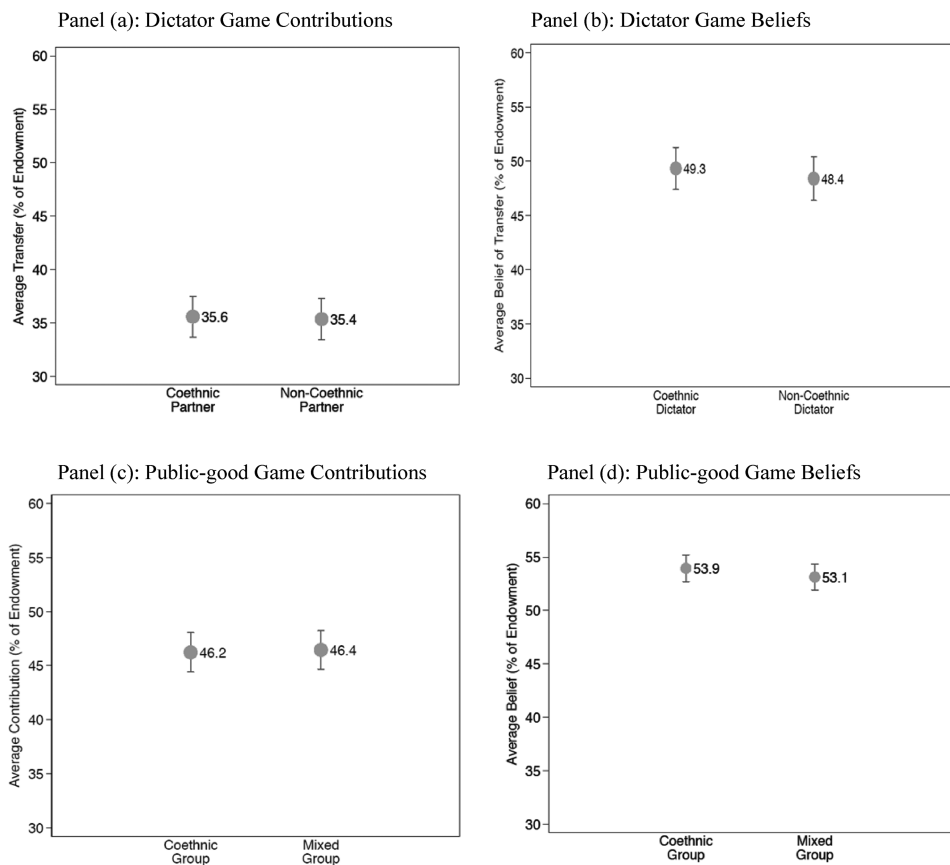 Panel (a): Dictator Game Contributions
60
55
50
45
40
35
30
Average Transfer (% of Endowment)
35.6
35.4
Coethnic
Partner
Non-Coethnic
Partner
Panel (b): Dictator Game Beliefs
60
55
50
45
40
35
30
Average Belief of Transfer (% of Endowment)
49.3
48.4
Coethnic
Dictator
Non-Coethnic
Dictator
Panel (c): Public-good Game Contributions
60
55
50
45
40
35
30
Average Contribution (% of Endowment)
46.2
46.4
Coethnic
Group
Mixed
Group
Panel (d): Public-good Game Beliefs
60
55
50
45
40
35
30
Average Belief (% of Endowment)
53.9
53.1
Coethnic
Group
Mixed
Group